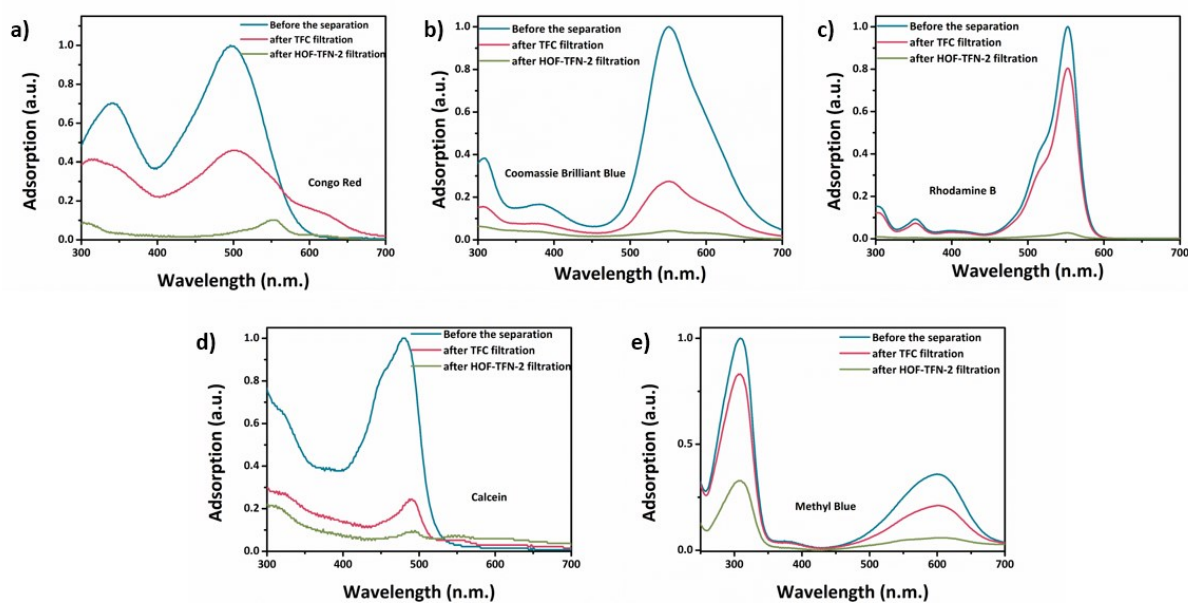 a)
Before the separation
after TFC filtration
after HOF-TFN-2 filtration
Adsorption (a.u.)
1.0
0.8
0.6
0.4
0.2
0.0
Congo Red
300 400 500 600 700
Wavelength (n.m.)
b)
Before the separation
after TFC filtration
after HOF-TFN-2 filtration
Adsorption (a.u.)
1.0
0.8
0.6
0.4
0.2
0.0
Coomassie Brilliant Blue
300 400 500 600 700
Wavelength (n.m.)
c)
Before the separation
after TFC filtration
after HOF-TFN-2 filtration
Adsorption (a.u.)
1.0
0.8
0.6
0.4
0.2
0.0
Rhodamine B
300 400 500 600 700
Wavelength (n.m.)
d)
Before the separation
after TFC filtration
after HOF-TFN-2 filtration
Adsorption (a.u.)
1.0
0.8
0.6
0.4
0.2
0.0
Calcein
300 400 500 600 700
Wavelength (n.m.)
e)
Before the separation
after TFC filtration
after HOF-TFN-2 filtration
Adsorption (a.u.)
1.0
0.5
0.0
Methyl Blue
300 400 500 600 700
Wavelength (n.m.)